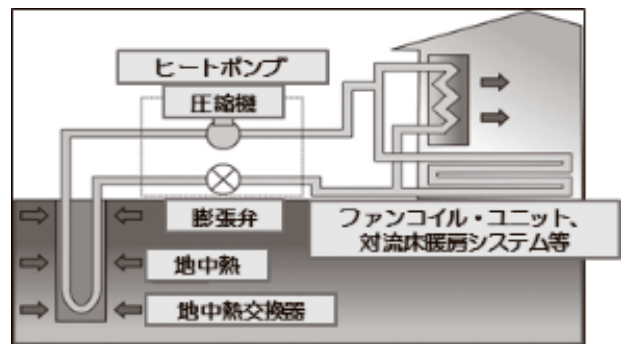 ヒートポンプ
圧縮機
膨張弁
ファンコイル・ユニット、
対流床暖房システム等
地中熱
地中熱交換器